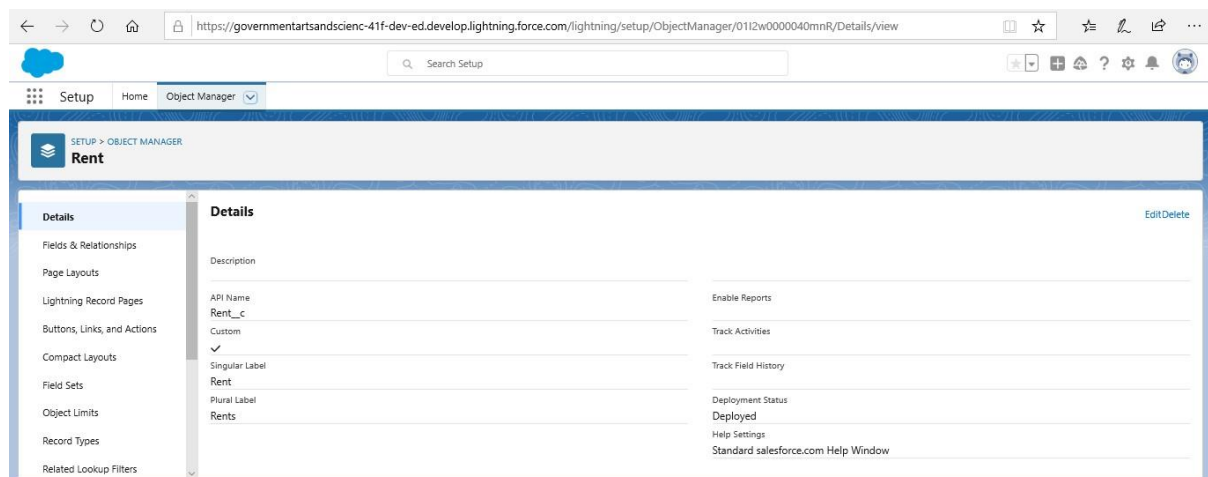 https://governmentartsandscienc-41f-dev-ed.develop.lightning.force.com/lightning/setup/ObjectManager/01I2w0000040mnR/Details/view
Search Setup
Setup Home Object Manager
SETUP > OBJECT MANAGER
Rent
Details
Fields & Relationships
Page Layouts
Lightning Record Pages
Buttons, Links, and Actions
Compact Layouts
Field Sets
Object Limits
Record Types
Related Lookup Filters
Details
Edit Delete
Description
API Name
Rent__c
Custom
Singular Label
Rent
Plural Label
Rents
Enable Reports
Track Activities
Track Field History
Deployment Status
Deployed
Help Settings
Standard salesforce.com Help Window